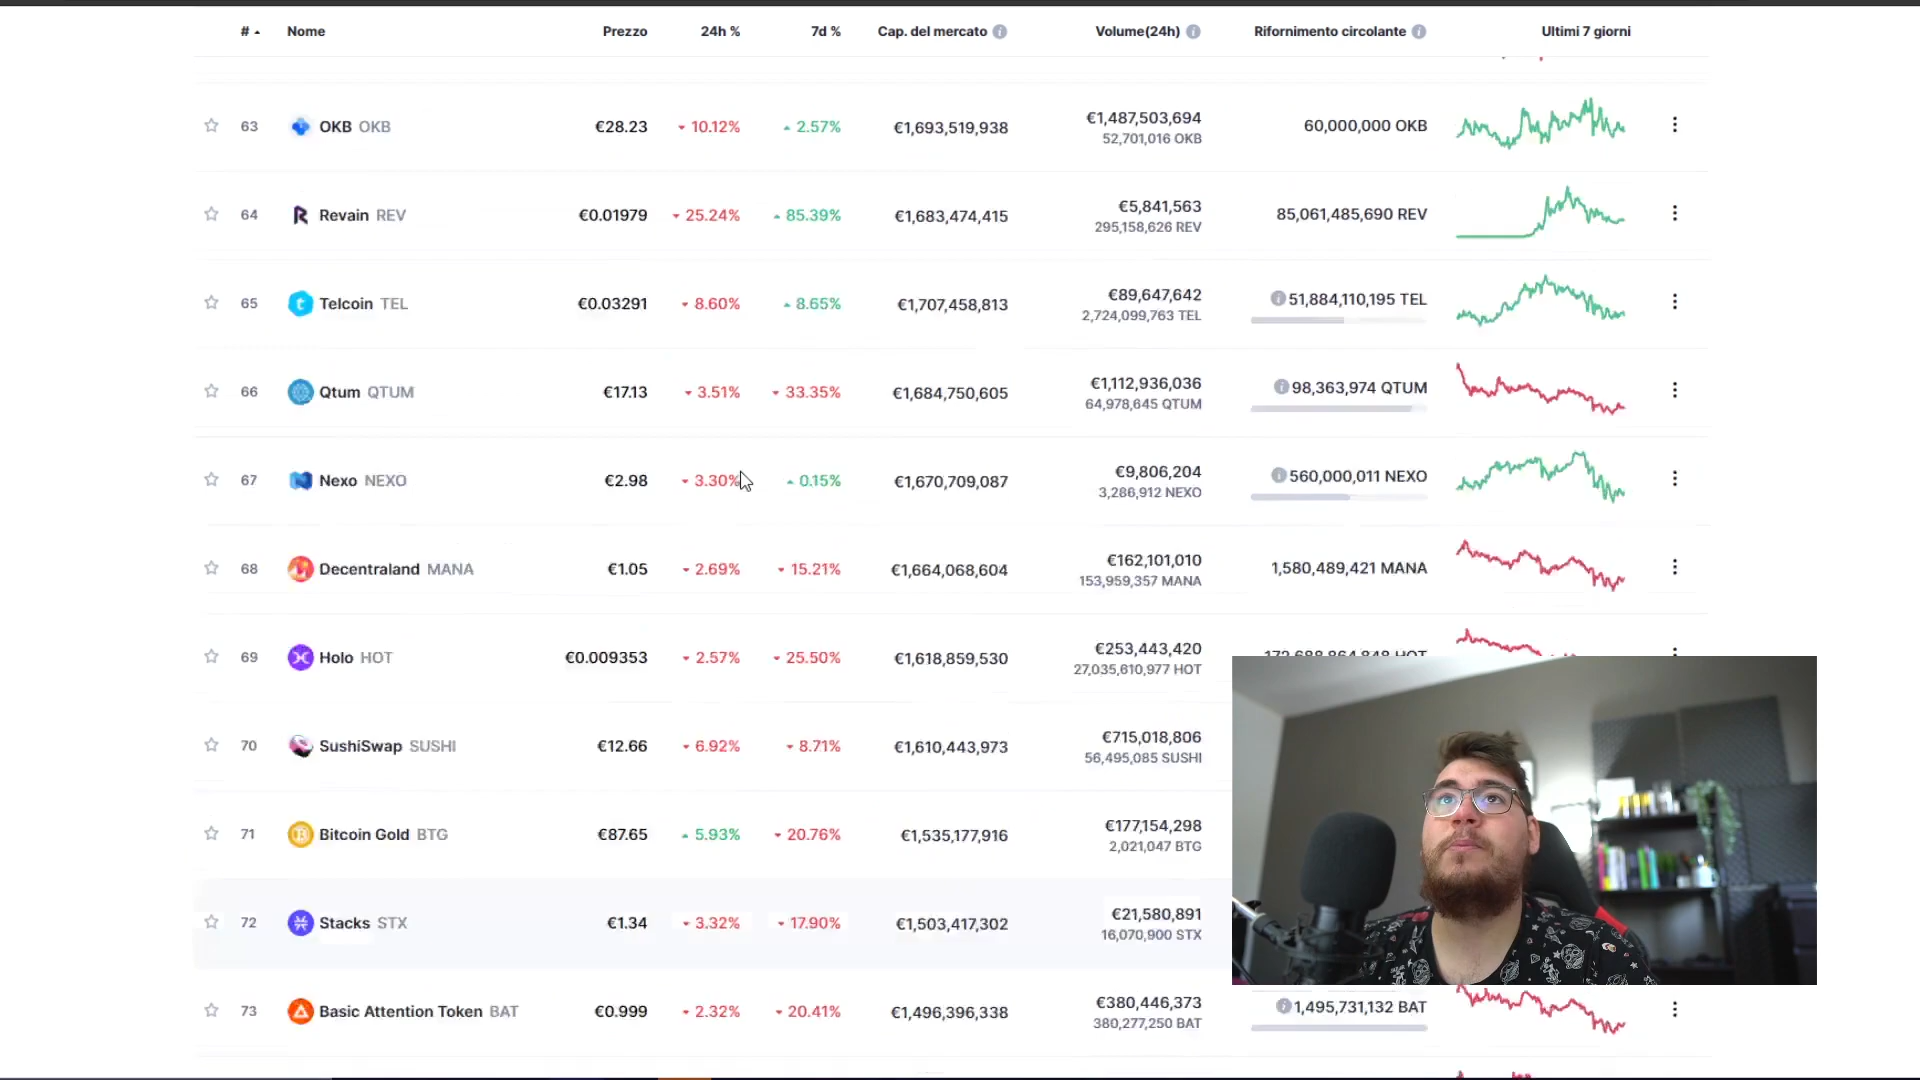 # Nome Prezzo 24h % 7d % Cap. del mercato Volume(24h) Rifornimento circolante Ultimi 7 giorni
63 OKB OKB €28.23 10.12% 2.57% €1,693,519,938 €1,487,503,694 60,000,000 OKB
52,701,016 OKB
64 Revain REV €0.01979 25.24% 85.39% €1,683,474,415 €5,841,563 85,061,485,690 REV
295,158,626 REV
65 Telcoin TEL €0.03291 8.60% 8.65% €1,707,458,813 €89,647,642 51,884,110,195 TEL
2,724,099,763 TEL
66 Qtum QTUM €17.13 3.51% 33.35% €1,684,750,605 €1,112,936,036 98,363,974 QTUM
64,978,645 QTUM
67 Nexo NEXO €2.98 3.30% 0.15% €1,670,709,087 €9,806,204 560,000,011 NEXO
3,286,912 NEXO
68 Decentraland MANA €1.05 2.69% 15.21% €1,664,068,604 €162,101,010 1,580,489,421 MANA
153,959,357 MANA
69 Holo HOT €0.009353 2.57% 25.50% €1,618,859,530 €253,443,420
27,035,610,977 HOT
70 SushiSwap SUSHI €12.66 6.92% 8.71% €1,610,443,973 €715,018,806
56,495,085 SUSHI
71 Bitcoin Gold BTG €87.65 5.93% 20.76% €1,535,177,916 €177,154,298
2,021,047 BTG
72 Stacks STX €1.34 3.32% 17.90% €1,503,417,302 €21,580,891
16,070,900 STX
73 Basic Attention Token BAT €0.999 2.32% 20.41% €1,496,396,338 €380,446,373 1,495,731,132 BAT
380,277,250 BAT